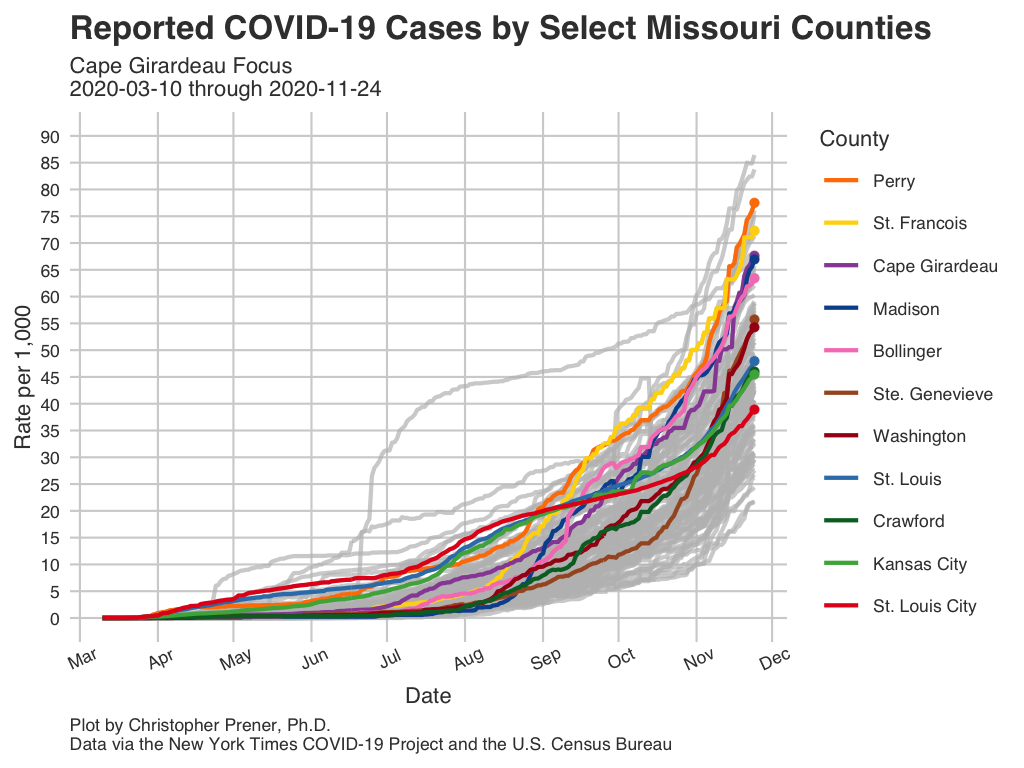 Reported COVID-19 Cases by Select Missouri Counties
Cape Girardeau Focus
2020-03-10 through 2020-11-24
Rate per 1,000
90
85
80
75
70
65
60
55
50
45
40
35
30
25
20
15
10
5
0
Mar
Apr
May
Jun
Jul
Aug
Sep
Oct
Nov
Dec
Date
County
Perry
St. Francois
Cape Girardeau
Madison
Bollinger
Ste. Genevieve
Washington
St. Louis
Crawford
Kansas City
St. Louis City
Plot by Christopher Prener, Ph.D.
Data via the New York Times COVID-19 Project and the U.S. Census Bureau